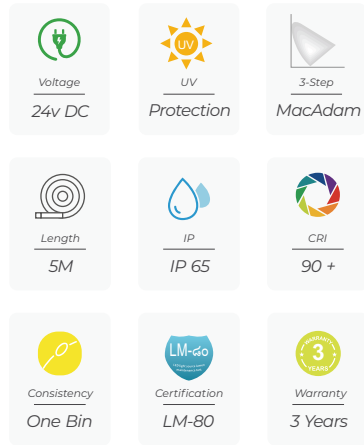 UV
Voltage
UV
3-Step
24v DC
Protection
MacAdam
Length
IP
CRI
5M
IP 65
90 +
LM-80
WARRANTY
3
YEARS
Consistency
Certification
Warranty
One Bin
LM-80
3 Years